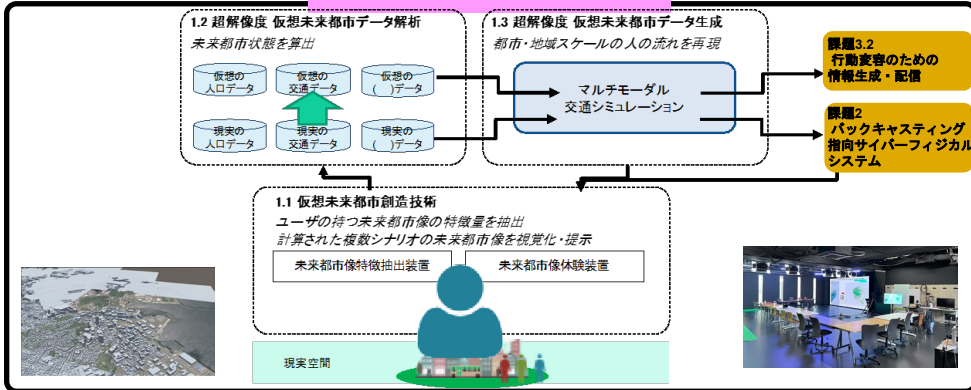 1.2 超解像度 仮想未来都市データ解析
未来都市状態を算出
仮想の
人口データ
仮想の
交通データ
仮想の
( )データ
現実の
人口データ
現実の
交通データ
現実の
( )データ
1.3 超解像度 仮想未来都市データ生成
都市・地域スケールの人の流れを再現
マルチモーダル
交通シミュレーション
課題3.2
行動変容のための
情報生成・配信
課題2
バックキャスティング
指向サイバーフィジカル
システム
1.1 仮想未来都市創造技術
ユーザの持つ未来都市像の特徴量を抽出
計算された複数シナリオの未来都市像を視覚化・提示
未来都市像特徴抽出装置
未来都市像体験装置
現実空間